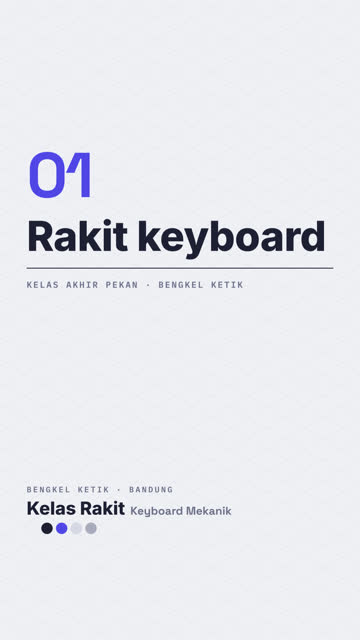 01
Rakit keyboard
KELAS AKHIR PEKAN · BENGKEL KETIK
BENGKEL KETIK · BANDUNG
Kelas Rakit Keyboard Mekanik